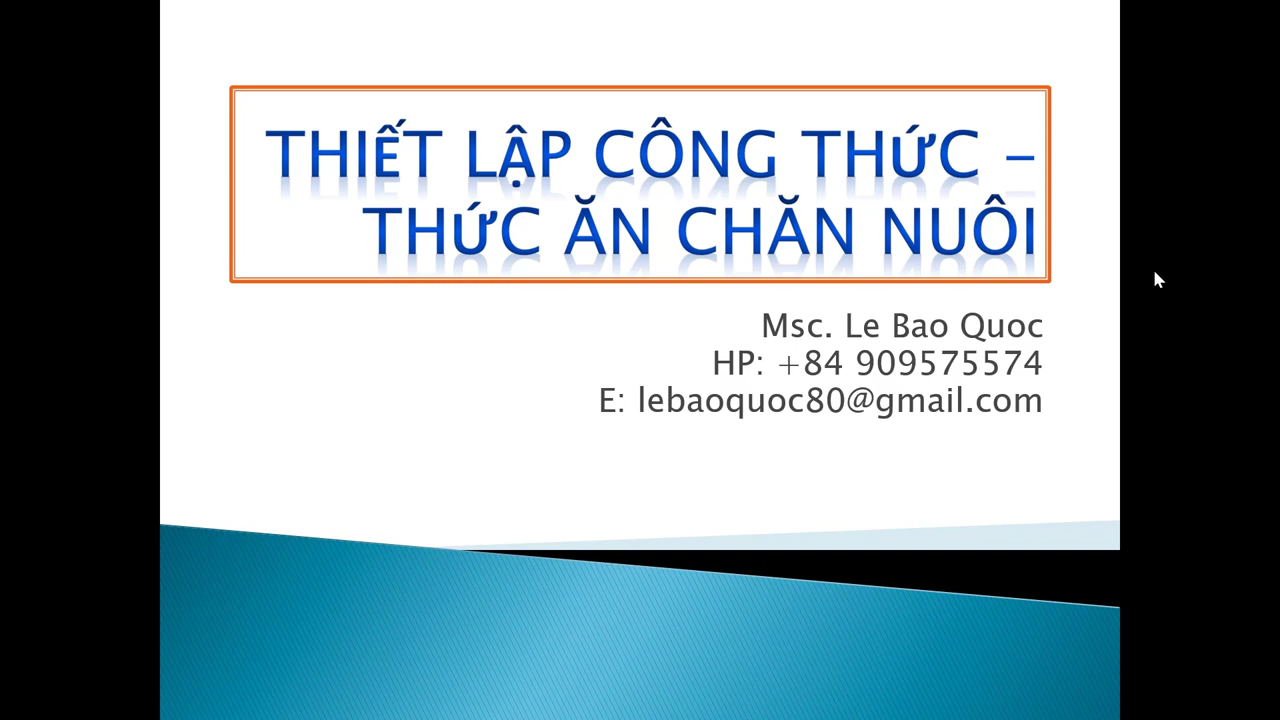 THIẾT LẬP CÔNG THỨC –
THỨC ĂN CHĂN NUÔI
Msc. Le Bao Quoc
HP: +84 909575574
E: lebaoquoc80@gmail.com